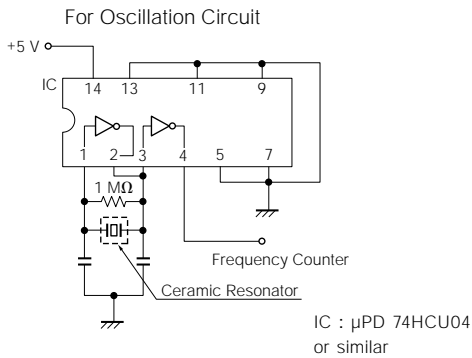 For Oscillation Circuit
+5 V
IC 14 13 11 9
1 2 3 4 5 7
1 MΩ
Frequency Counter
Ceramic Resonator
IC : µPD 74HCU04
or similar